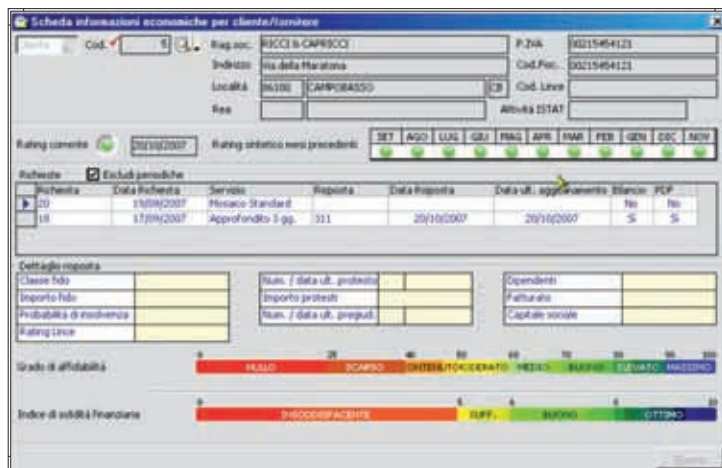 Scheda informazioni economiche per cliente/fornitore
Cod. 5 Rag.soc. RICCI & CAPRICCI P.IVA 00215454121
Indirizzo Via della Maratona Cod.Fisc. 00215454121
Località 86100 CAMPOBASSO CB Cod. Lince
Rea Attività ISTAT
Rating corrente 20/10/2007 Rating sintetico mesi precedenti SET AGO LUG GIU MAG APR MAR FEB GEN DIC NOV
Richieste Escludi periodiche
Richiesta Data Richiesta Servizio Risposta Data Risposta Data ult. aggiornamento Bilancio PDF
20 19/09/2007 Mosaico Standard No No
18 17/09/2007 Approfondito 3 gg. 311 20/10/2007 20/10/2007 Si Si
Dettaglio risposta
Classe fido Num. / data ult. protesto Dipendenti
Importo fido Importo protesti Fatturato
Probabilità di insolvenza Num. / data ult. pregiud. Capitale sociale
Rating Lince
0 20 40 50 60 70 80 90 100
Grado di affidabilità NULLO SCARSO CONTENUTO MODERATO MEDIO BUONO ELEVATO MASSIMO
0 5 6 8 10
Indice di solidità finanziaria INSODDISFACENTE SUFF. BUONO OTTIMO